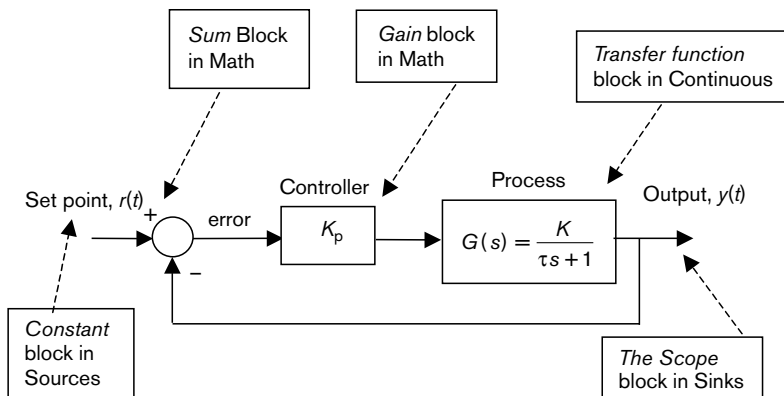 Sum Block
in Math
Gain block
in Math
Transfer function
block in Continuous
Set point, r(t)
+
−
error
Controller
Kp
Process
G(s) = K / τs + 1
Output, y(t)
Constant
block in
Sources
The Scope
block in Sinks